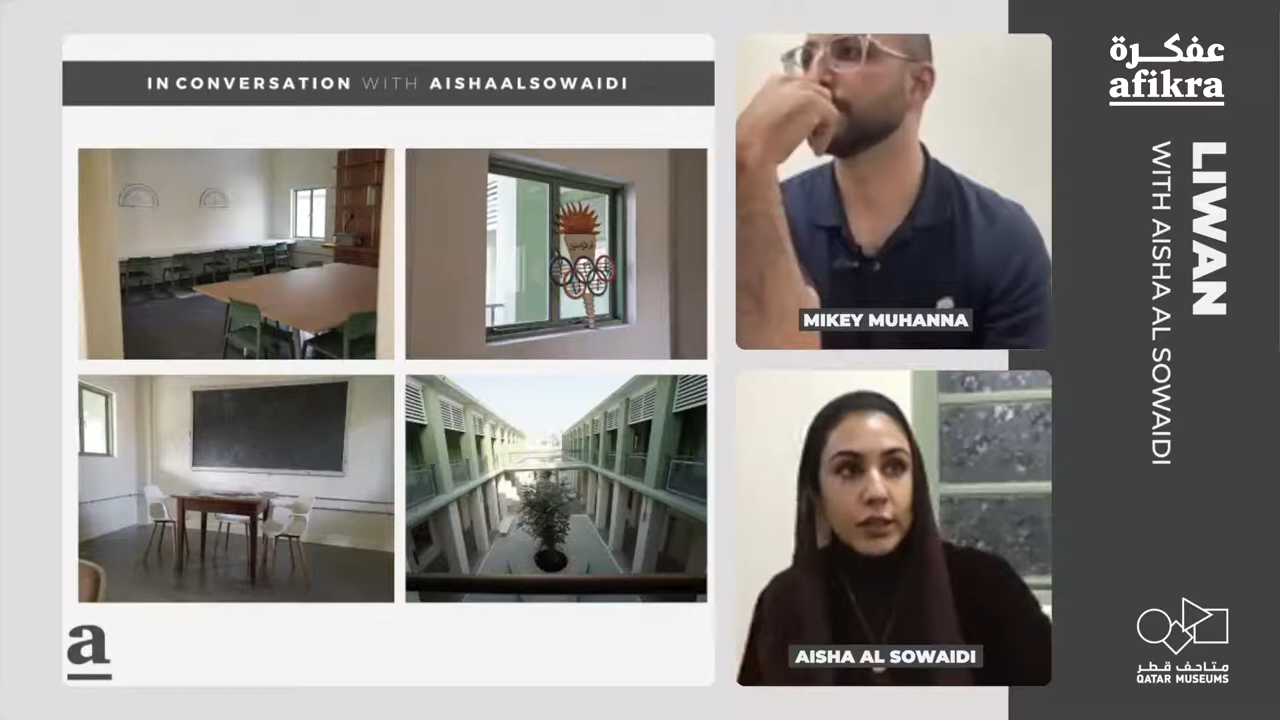 IN CONVERSATION WITH AISHAALSOWAIDI
a
MIKEY MUHANNA
AISHA AL SOWAIDI
عفكرة
afikra
LIWAN
WITH AISHA AL SOWAIDI
متاحف قطر
QATAR MUSEUMS